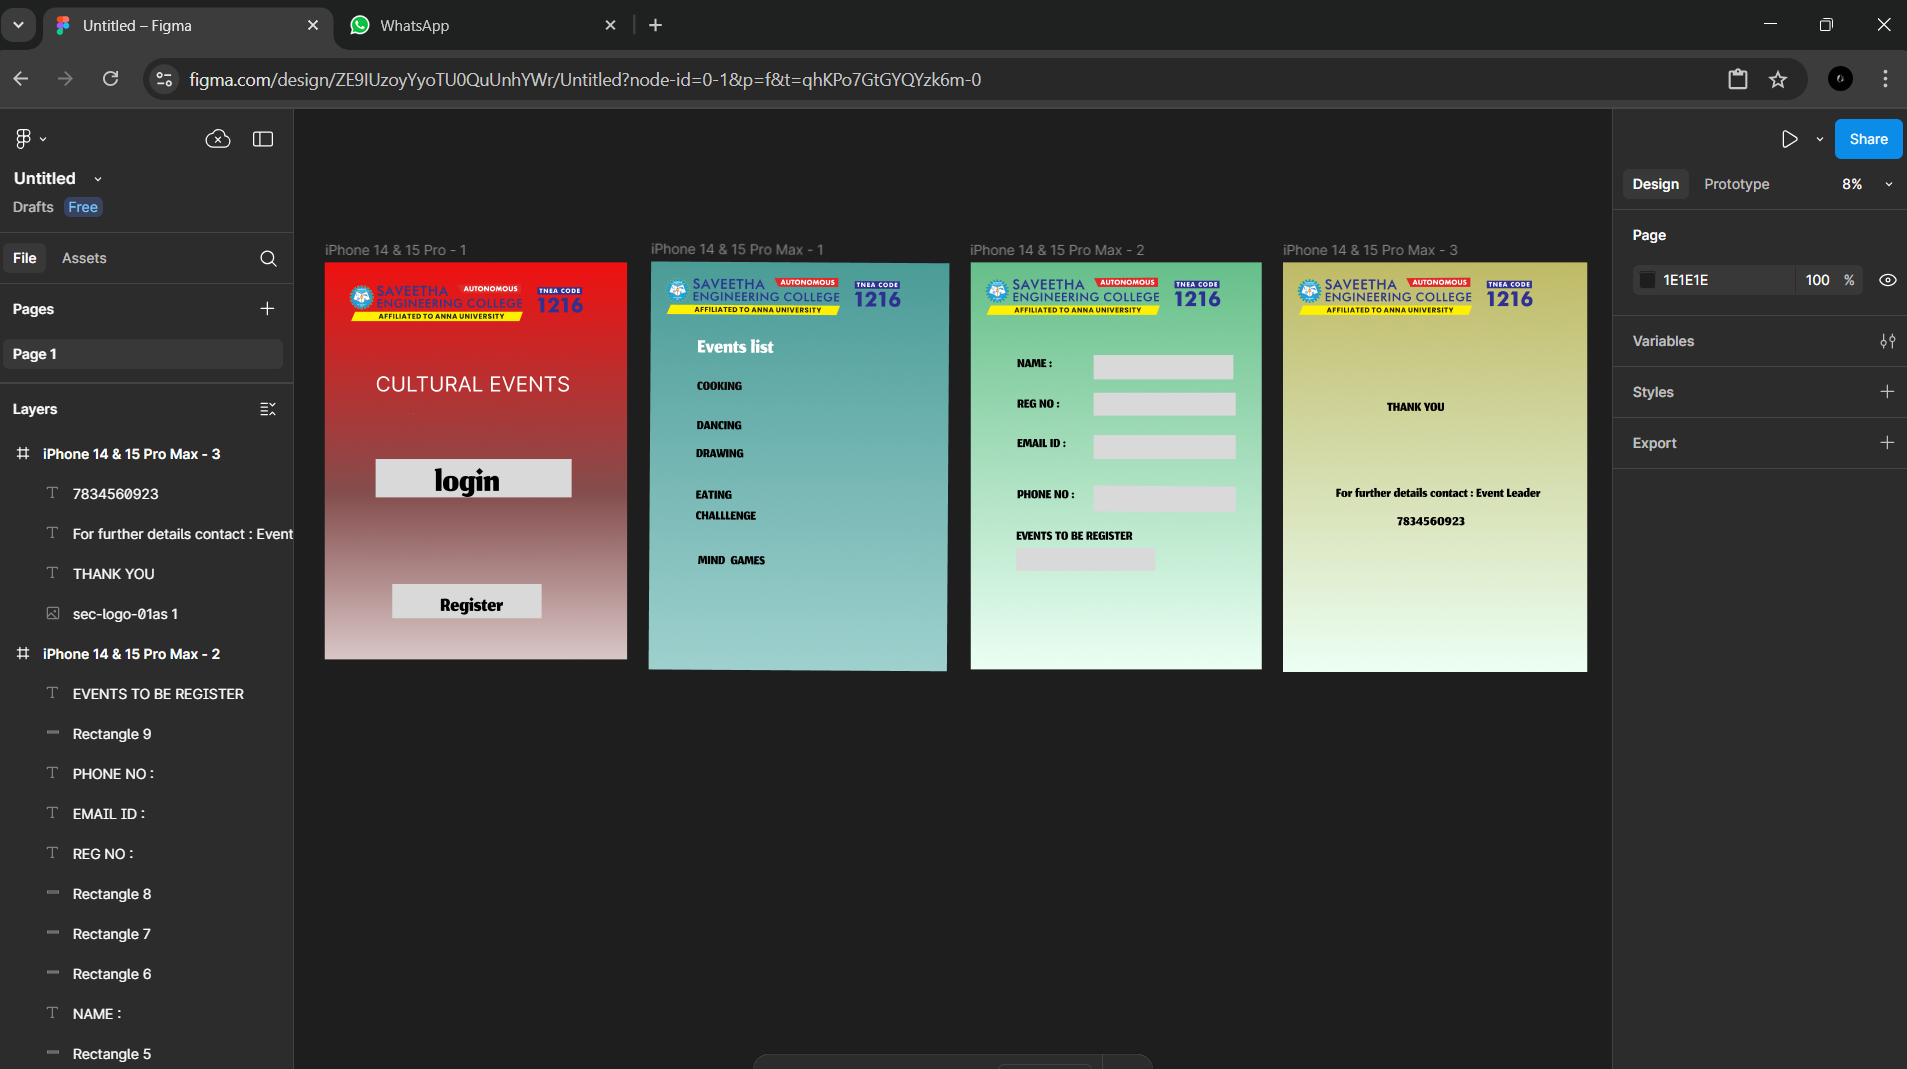 Untitled – Figma
WhatsApp
figma.com/design/ZE9IUzoyYyoTU0QuUnhYWr/Untitled?node-id=0-1&p=f&t=qhKPo7GtGYQYzk6m-0
Untitled
Drafts Free
File Assets
Pages
Page 1
Layers
iPhone 14 & 15 Pro Max - 3
7834560923
For further details contact : Event
THANK YOU
sec-logo-01as 1
iPhone 14 & 15 Pro Max - 2
EVENTS TO BE REGISTER
Rectangle 9
PHONE NO :
EMAIL ID :
REG NO :
Rectangle 8
Rectangle 7
Rectangle 6
NAME :
Rectangle 5
iPhone 14 & 15 Pro - 1
SAVEETHA AUTONOMOUS
ENGINEERING COLLEGE
AFFILIATED TO ANNA UNIVERSITY
TNEA CODE
1216
CULTURAL EVENTS
login
Register
iPhone 14 & 15 Pro Max - 1
SAVEETHA AUTONOMOUS
ENGINEERING COLLEGE
AFFILIATED TO ANNA UNIVERSITY
TNEA CODE
1216
Events list
COOKING
DANCING
DRAWING
EATING
CHALLLENGE
MIND GAMES
iPhone 14 & 15 Pro Max - 2
SAVEETHA AUTONOMOUS
ENGINEERING COLLEGE
AFFILIATED TO ANNA UNIVERSITY
TNEA CODE
1216
NAME :
REG NO :
EMAIL ID :
PHONE NO :
EVENTS TO BE REGISTER
iPhone 14 & 15 Pro Max - 3
SAVEETHA AUTONOMOUS
ENGINEERING COLLEGE
AFFILIATED TO ANNA UNIVERSITY
TNEA CODE
1216
THANK YOU
For further details contact : Event Leader
7834560923
Share
Design Prototype 8%
Page
1E1E1E 100 %
Variables
Styles
Export